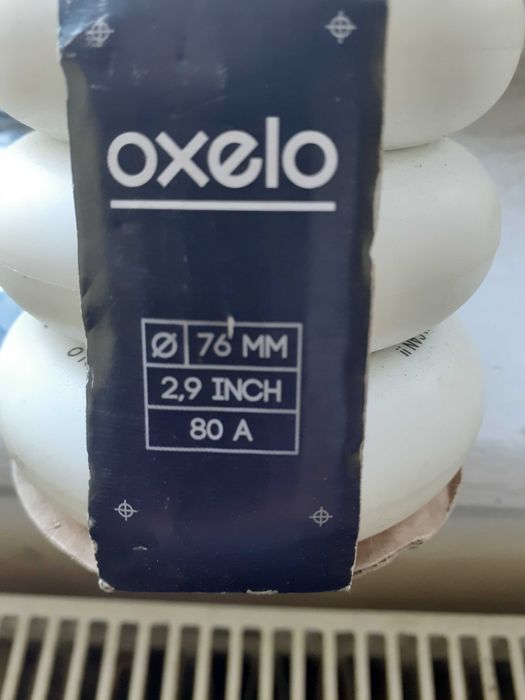 oxelo
Ø 76 MM
2,9 INCH
80 A